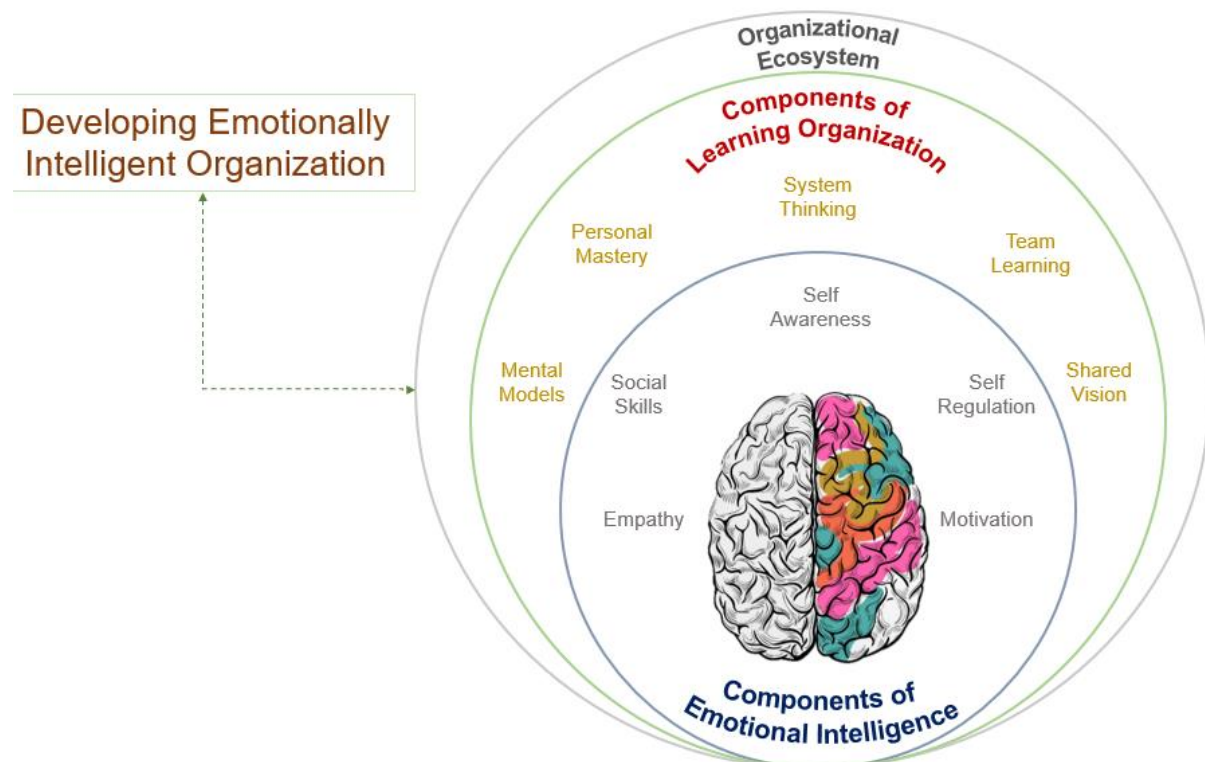 Organizational
Ecosystem
Developing Emotionally
Intelligent Organization
Components of
Learning Organization
System
Thinking
Personal
Mastery
Team
Learning
Self
Awareness
Mental
Models
Social
Skills
Self
Regulation
Shared
Vision
Empathy
Motivation
Components of
Emotional Intelligence